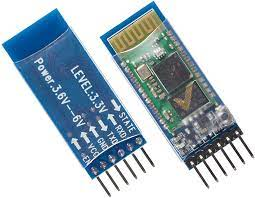 Power:3.6V---6V
LEVEL:3.3V
STATE
RXD
TXD
GND
VCC
EN